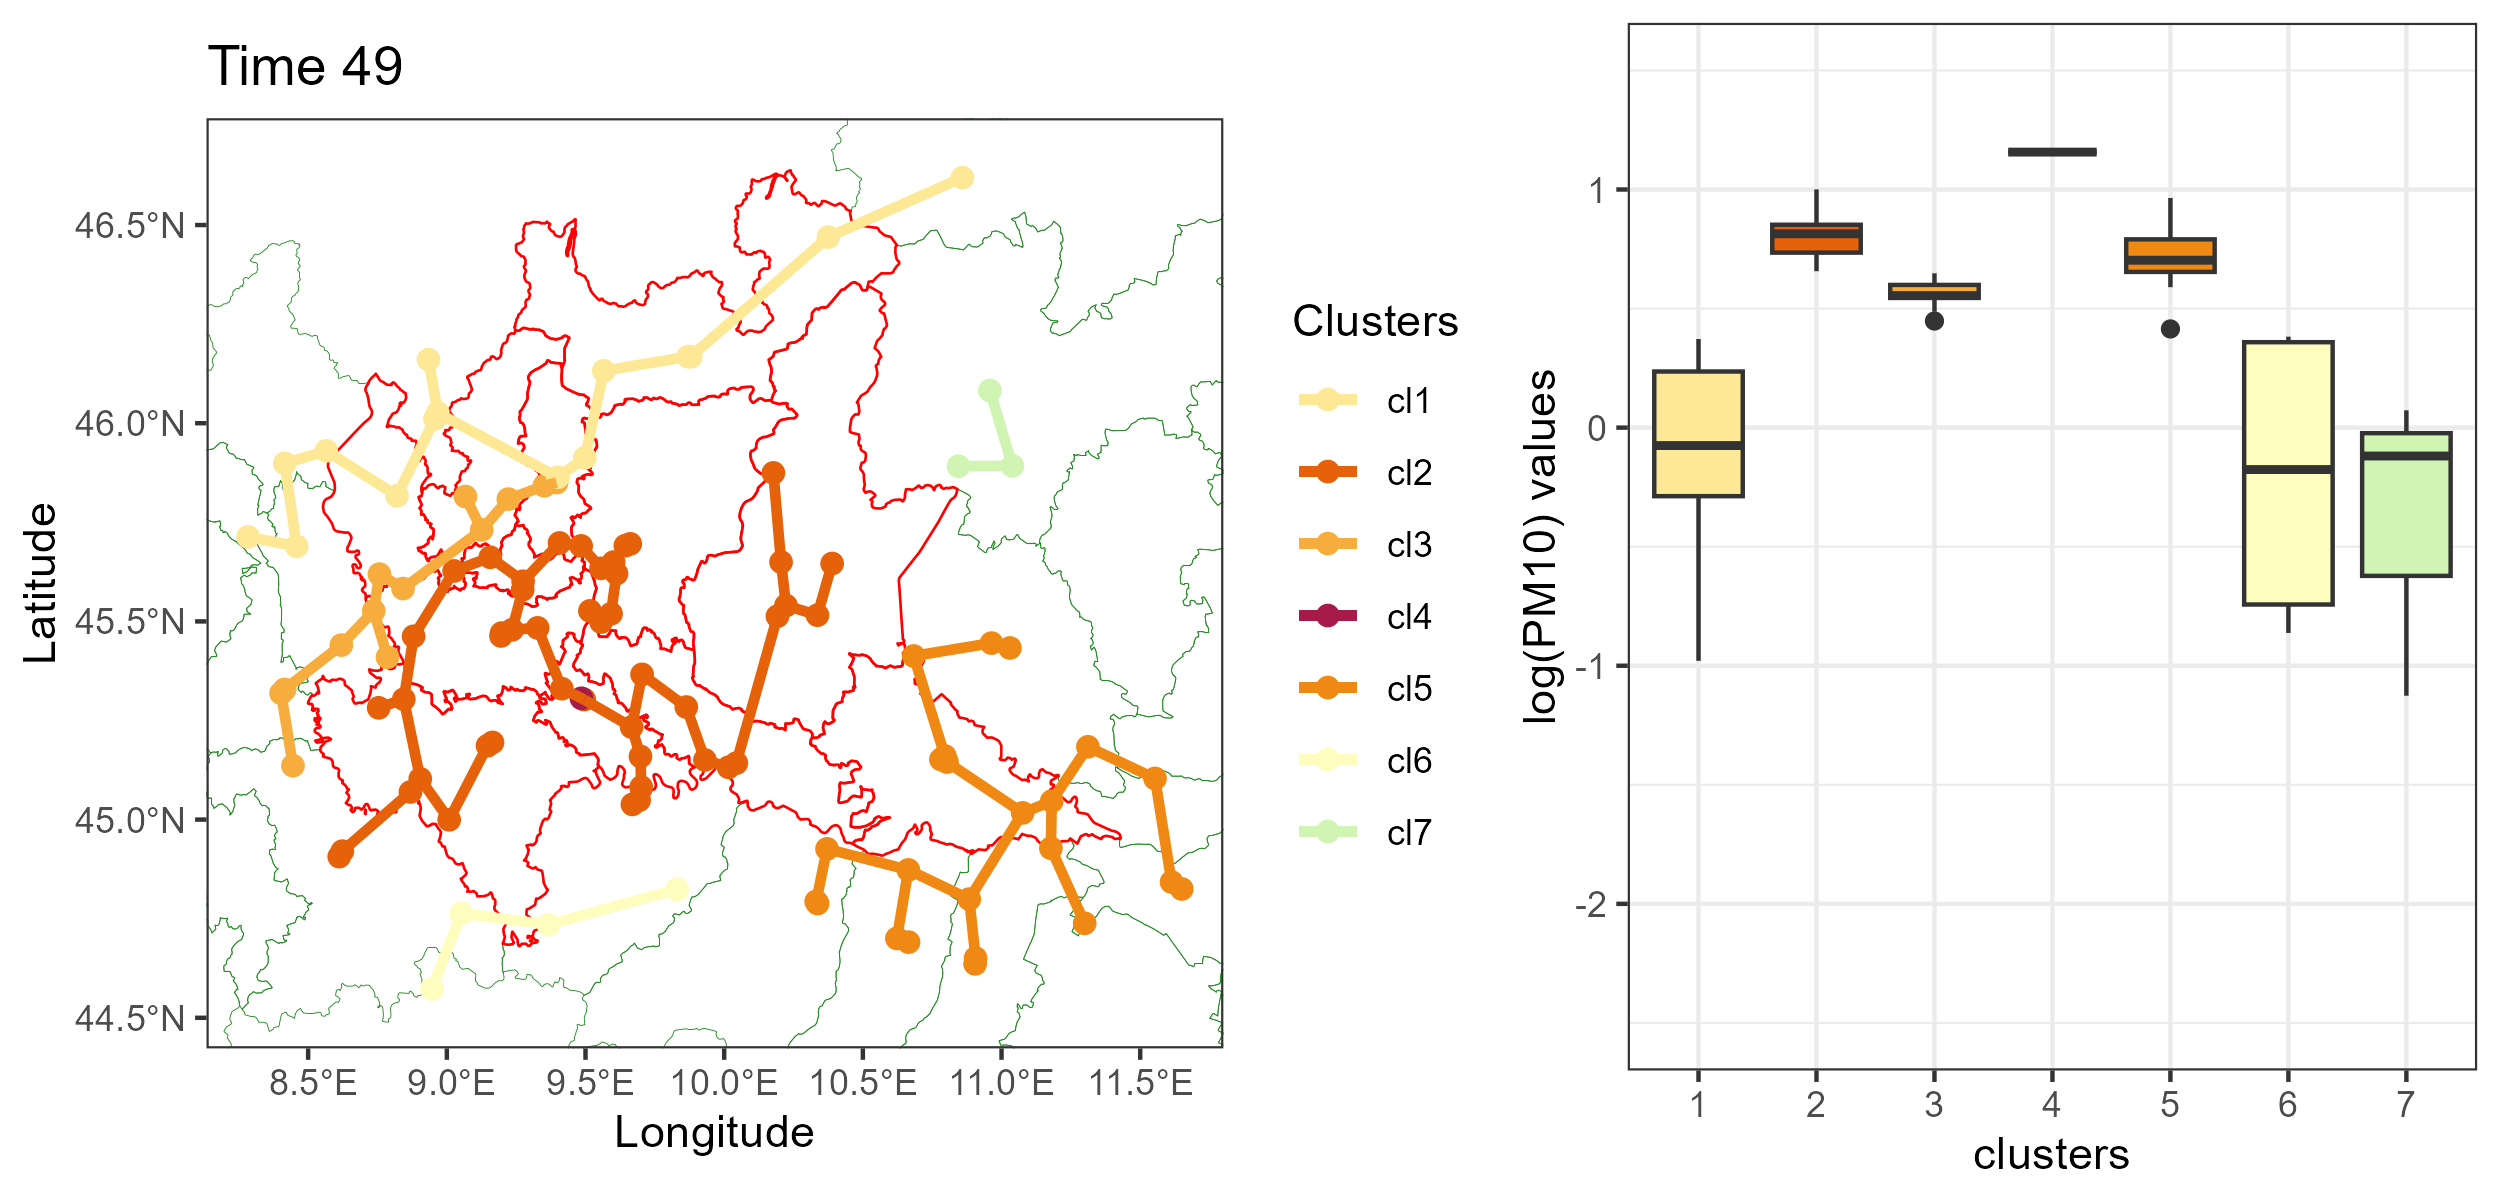 Time 49
46.5°N
46.0°N
45.5°N
45.0°N
44.5°N
Latitude
8.5°E 9.0°E 9.5°E 10.0°E 10.5°E 11.0°E 11.5°E
Longitude
Clusters
cl1
cl2
cl3
cl4
cl5
cl6
cl7
log(PM10) values
1
0
-1
-2
1 2 3 4 5 6 7
clusters